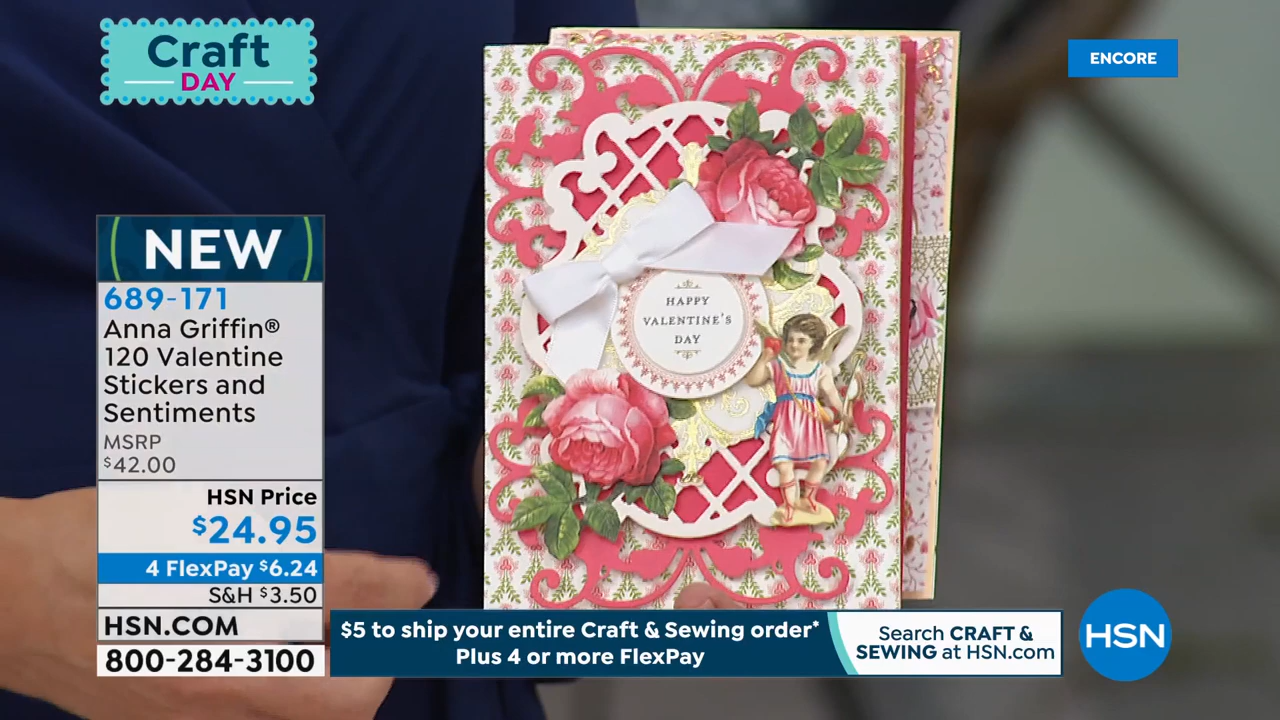 Craft
DAY
ENCORE
NEW
689-171
Anna Griffin®
120 Valentine
Stickers and
Sentiments
MSRP
$42.00
HSN Price
$24.95
4 FlexPay $6.24
S&H $3.50
HSN.COM
800-284-3100
HAPPY
VALENTINE'S
DAY
$5 to ship your entire Craft & Sewing order*
Plus 4 or more FlexPay
Search CRAFT &
SEWING at HSN.com
HSN